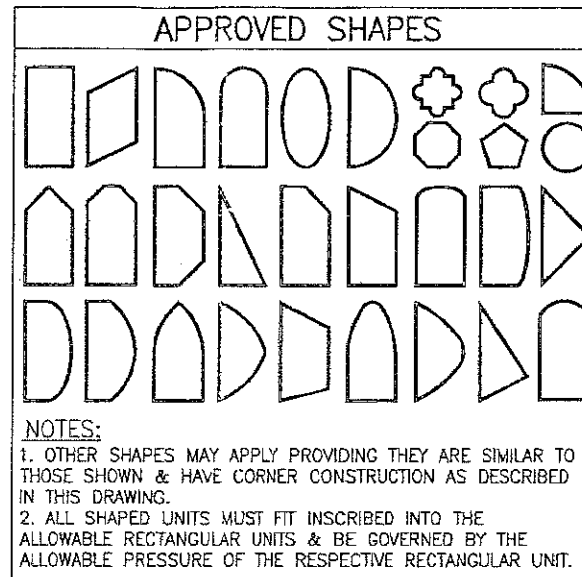 APPROVED SHAPES
NOTES:
1. OTHER SHAPES MAY APPLY PROVIDING THEY ARE SIMILAR TO
THOSE SHOWN & HAVE CORNER CONSTRUCTION AS DESCRIBED
IN THIS DRAWING.
2. ALL SHAPED UNITS MUST FIT INSCRIBED INTO THE
ALLOWABLE RECTANGULAR UNITS & BE GOVERNED BY THE
ALLOWABLE PRESSURE OF THE RESPECTIVE RECTANGULAR UNIT.